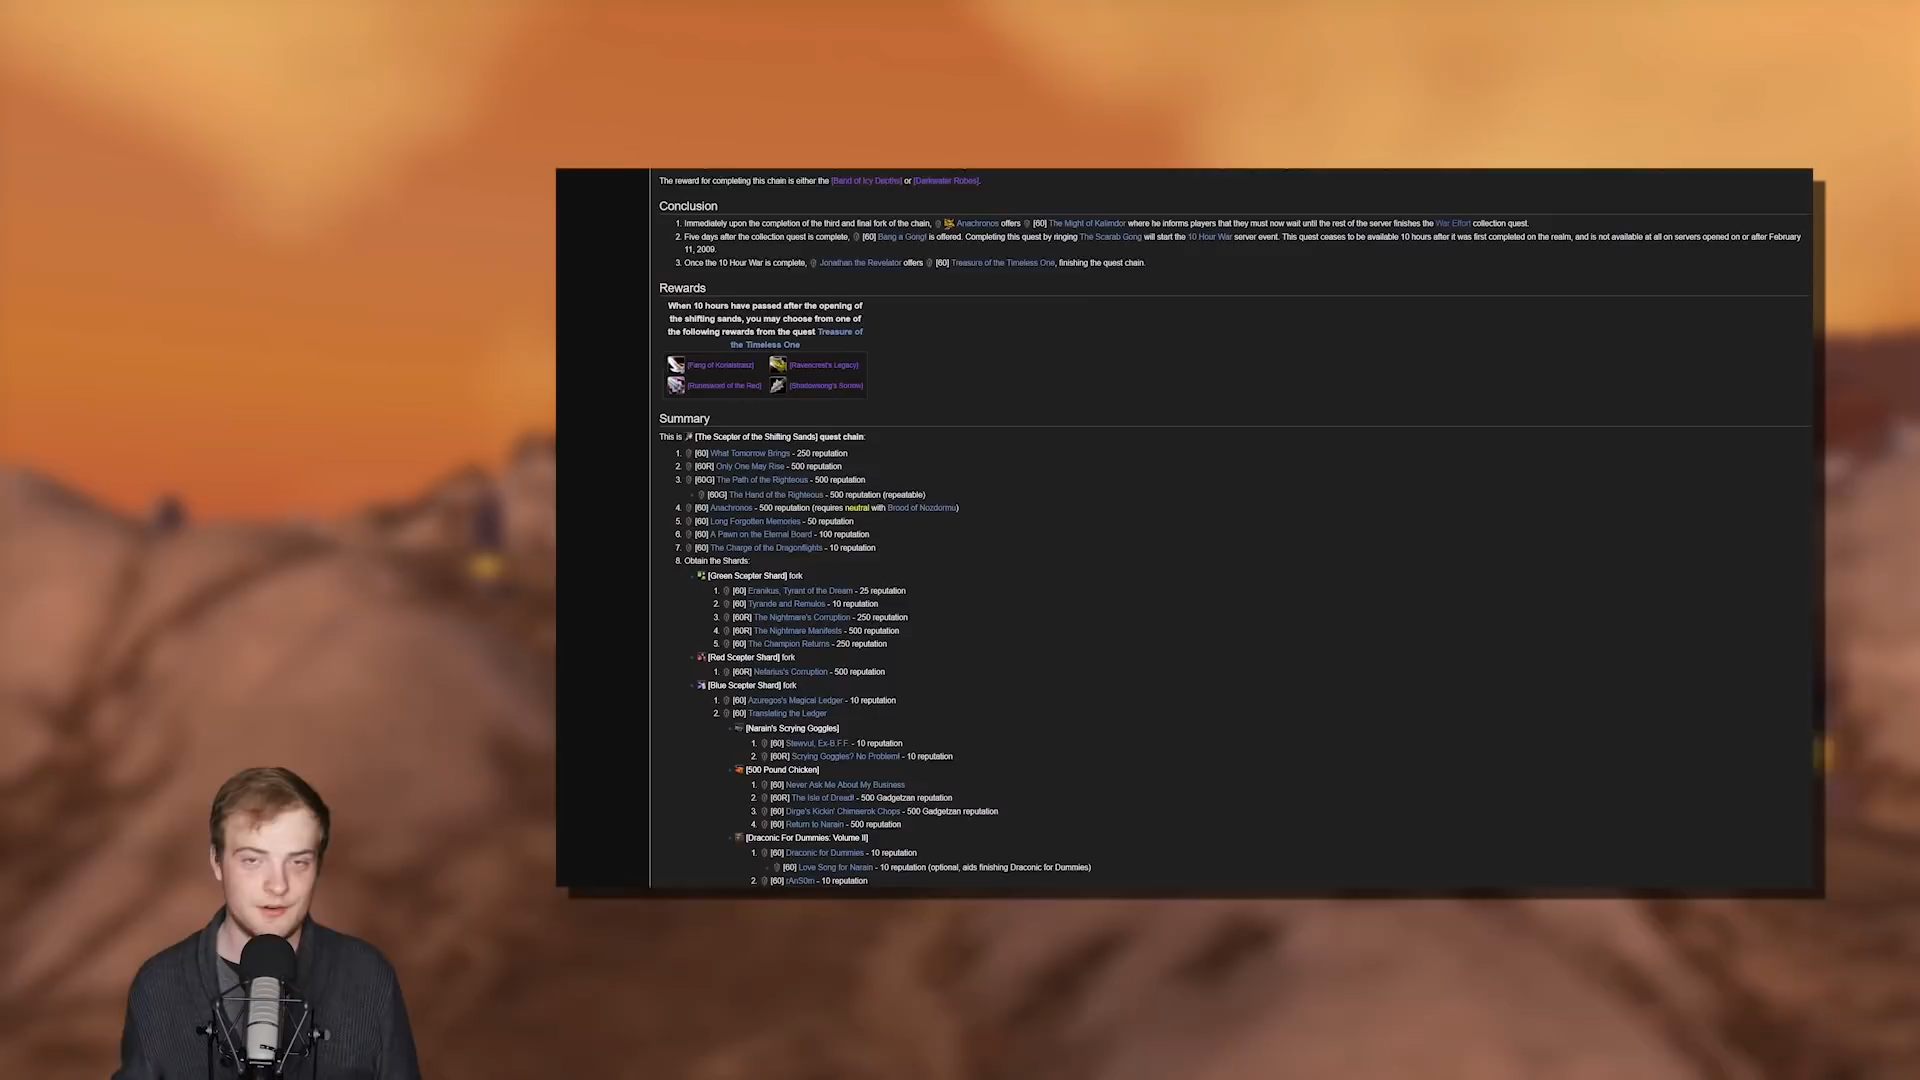 The reward for completing this chain is either the [Band of Icy Depths] or [Darkwater Robes].
Conclusion
1. Immediately upon the completion of the third and final fork of the chain, Anachronos offers [60] The Might of Kalimdor where he informs players that they must now wait until the rest of the server finishes the War Effort collection quest.
2. Five days after the collection quest is complete, [60] Bang a Gong! is offered. Completing this quest by ringing The Scarab Gong will start the 10 Hour War server event. This quest ceases to be available 10 hours after it was first completed on the realm, and is not available at all on servers opened on or after February
11, 2009.
3. Once the 10 Hour War is complete, Jonathan the Revelator offers [60] Treasure of the Timeless One, finishing the quest chain.
Rewards
When 10 hours have passed after the opening of
the shifting sands, you may choose from one of
the following rewards from the quest Treasure of
the Timeless One
[Fang of Korialstrasz] [Ravencrest's Legacy]
[Runesword of the Red] [Shadowsong's Sorrow]
Summary
This is [The Scepter of the Shifting Sands] quest chain:
1. [60] What Tomorrow Brings - 250 reputation
2. [60R] Only One May Rise - 500 reputation
3. [60G] The Path of the Righteous - 500 reputation
[60G] The Hand of the Righteous - 500 reputation (repeatable)
4. [60] Anachronos - 500 reputation (requires neutral with Brood of Nozdormu)
5. [60] Long Forgotten Memories - 50 reputation
6. [60] A Pawn on the Eternal Board - 100 reputation
7. [60] The Charge of the Dragonflights - 10 reputation
8. Obtain the Shards:
[Green Scepter Shard] fork
1. [60] Eranikus, Tyrant of the Dream - 25 reputation
2. [60] Tyrande and Remulos - 10 reputation
3. [60R] The Nightmare's Corruption - 250 reputation
4. [60R] The Nightmare Manifests - 500 reputation
5. [60] The Champion Returns - 250 reputation
[Red Scepter Shard] fork
1. [60R] Nefarius's Corruption - 500 reputation
[Blue Scepter Shard] fork
1. [60] Azuregos's Magical Ledger - 10 reputation
2. [60] Translating the Ledger
[Narain's Scrying Goggles]
1. [60] Stewvul, Ex-B.F.F. - 10 reputation
2. [60R] Scrying Goggles? No Problem! - 10 reputation
[500 Pound Chicken]
1. [60] Never Ask Me About My Business
2. [60R] The Isle of Dread! - 500 Gadgetzan reputation
3. [60] Dirge's Kickin' Chimaerok Chops - 500 Gadgetzan reputation
4. [60] Return to Narain - 500 reputation
[Draconic For Dummies: Volume II]
1. [60] Draconic for Dummies - 10 reputation
[60] Love Song for Narain - 10 reputation (optional, aids finishing Draconic for Dummies)
2. [60] rAnS0m - 10 reputation